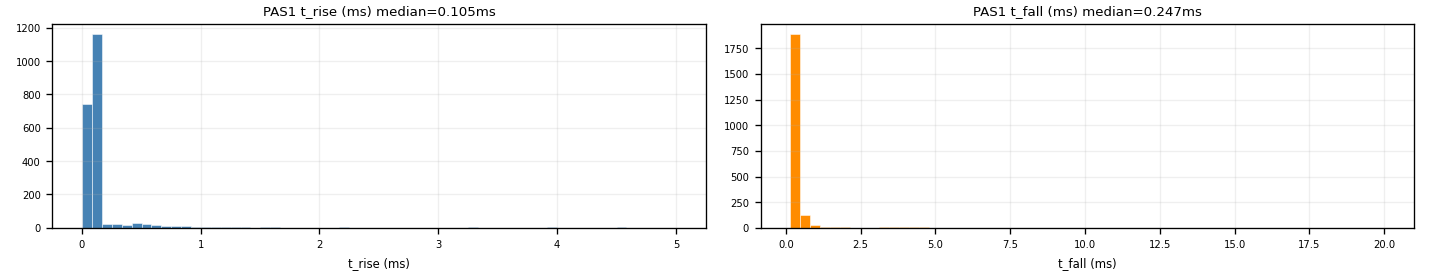 PAS1 t_rise (ms) median=0.105ms
1200
1000
800
600
400
200
0
0 1 2 3 4 5
t_rise (ms)
PAS1 t_fall (ms) median=0.247ms
1750
1500
1250
1000
750
500
250
0
0.0 2.5 5.0 7.5 10.0 12.5 15.0 17.5 20.0
t_fall (ms)